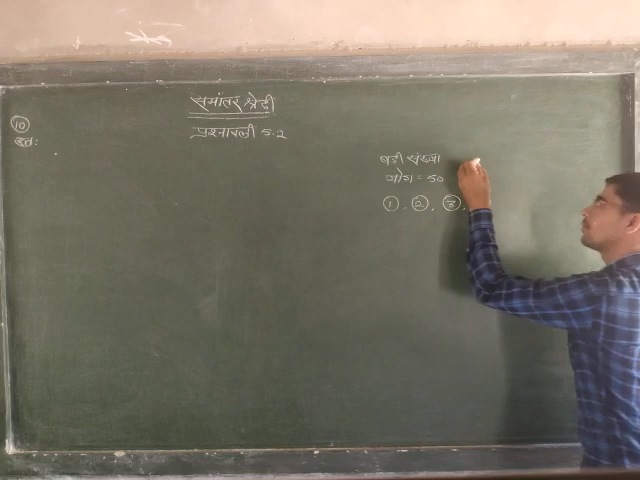 समांतर श्रेढ़ी
प्रश्नावली 5.2
10
हल:
बड़ी संख्या
योग = 50
1, 2, 3,